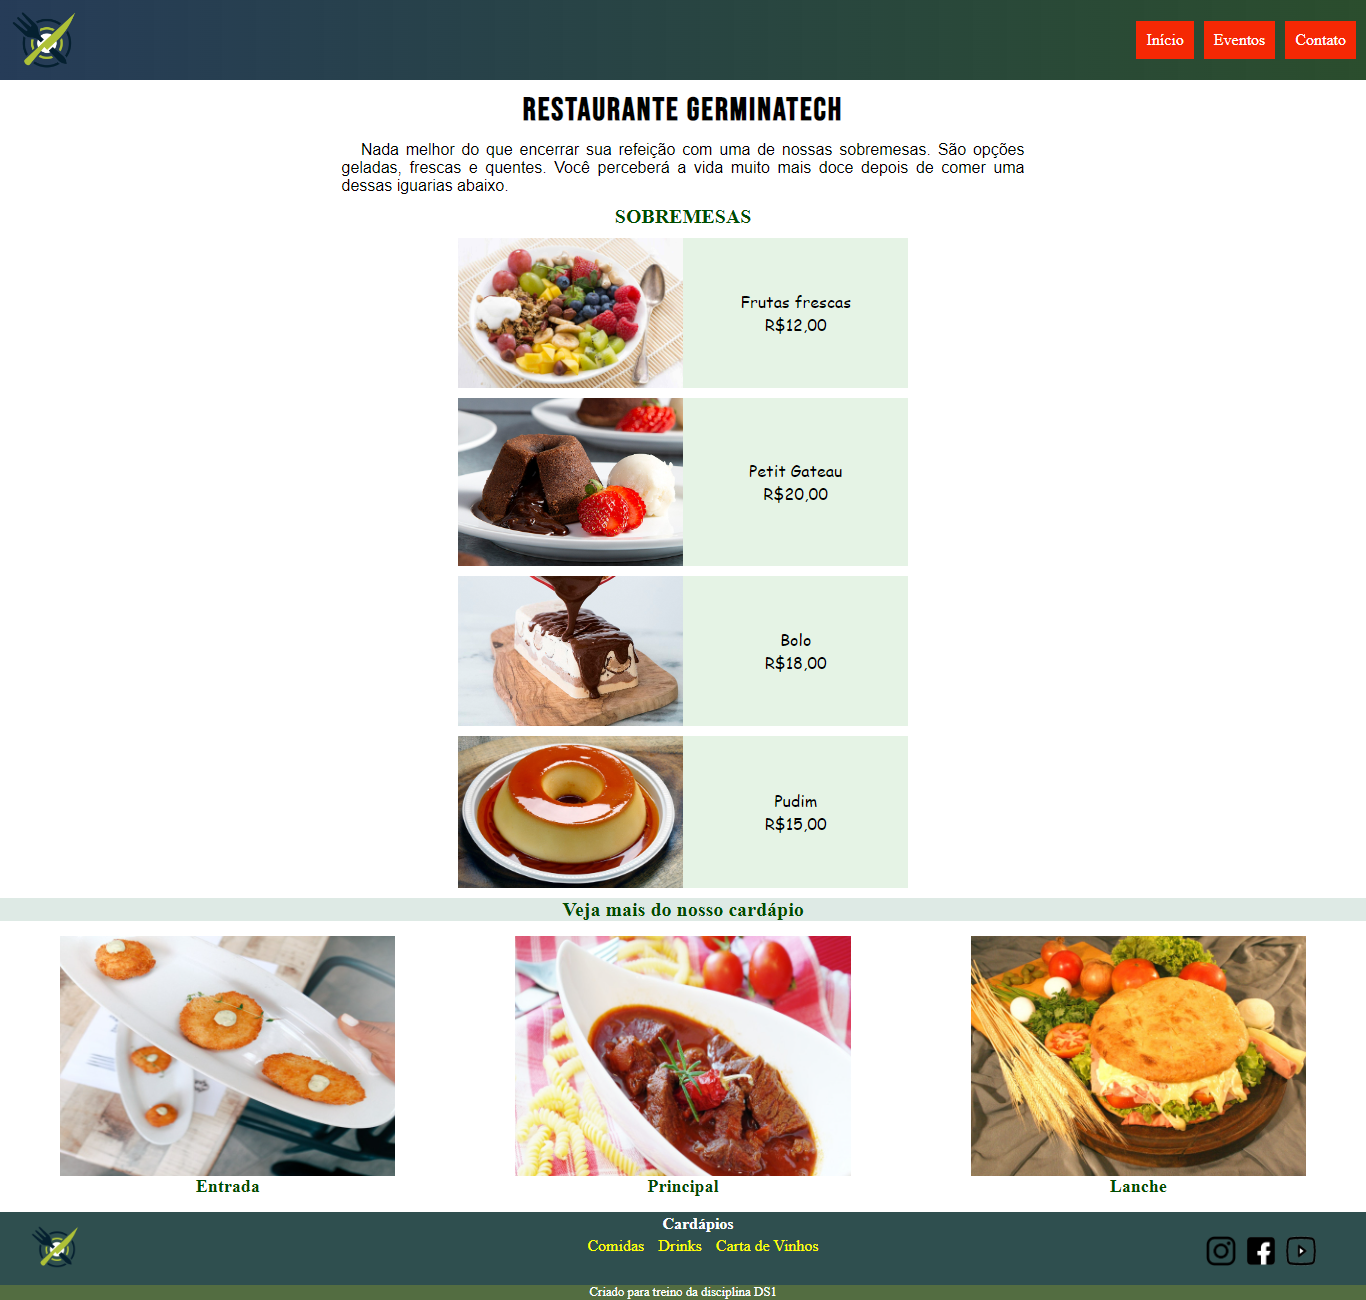 Início Eventos Contato
RESTAURANTE GERMINATECH
Nada melhor do que encerrar sua refeição com uma de nossas sobremesas. São opções
geladas, frescas e quentes. Você perceberá a vida muito mais doce depois de comer uma
dessas iguarias abaixo.
SOBREMESAS
Frutas frescas
R$12,00
Petit Gateau
R$20,00
Bolo
R$18,00
Pudim
R$15,00
Veja mais do nosso cardápio
Entrada
Principal
Lanche
Cardápios
Comidas Drinks Carta de Vinhos
Criado para treino da disciplina DS1